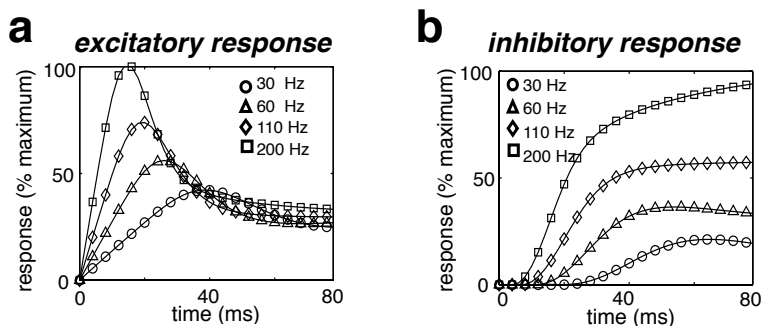 a
excitatory response
response (% maximum)
100
50
0
0
40
80
time (ms)
30 Hz
60 Hz
110 Hz
200 Hz
b
inhibitory response
response (% maximum)
100
50
0
0
40
80
time (ms)
30 Hz
60 Hz
110 Hz
200 Hz